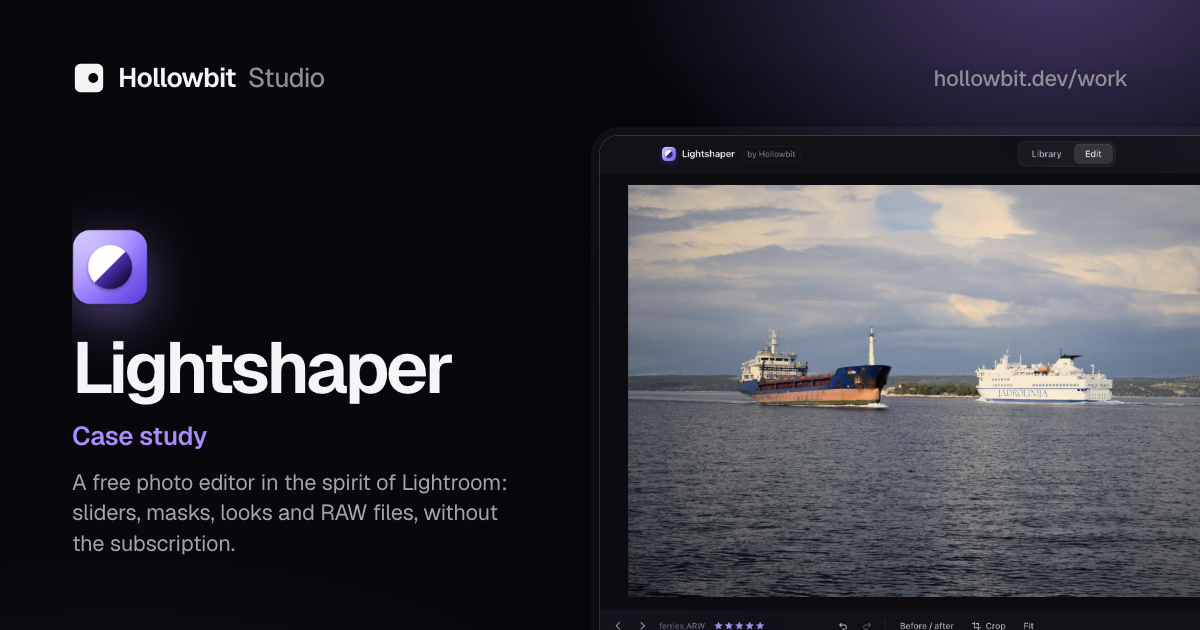 Hollowbit Studio
hollowbit.dev/work
Lightshaper by Hollowbit
Library Edit
JADROLINIJA
Lightshaper
Case study
A free photo editor in the spirit of Lightroom:
sliders, masks, looks and RAW files, without
the subscription.
ferries.ARW
Before / after Crop Fit